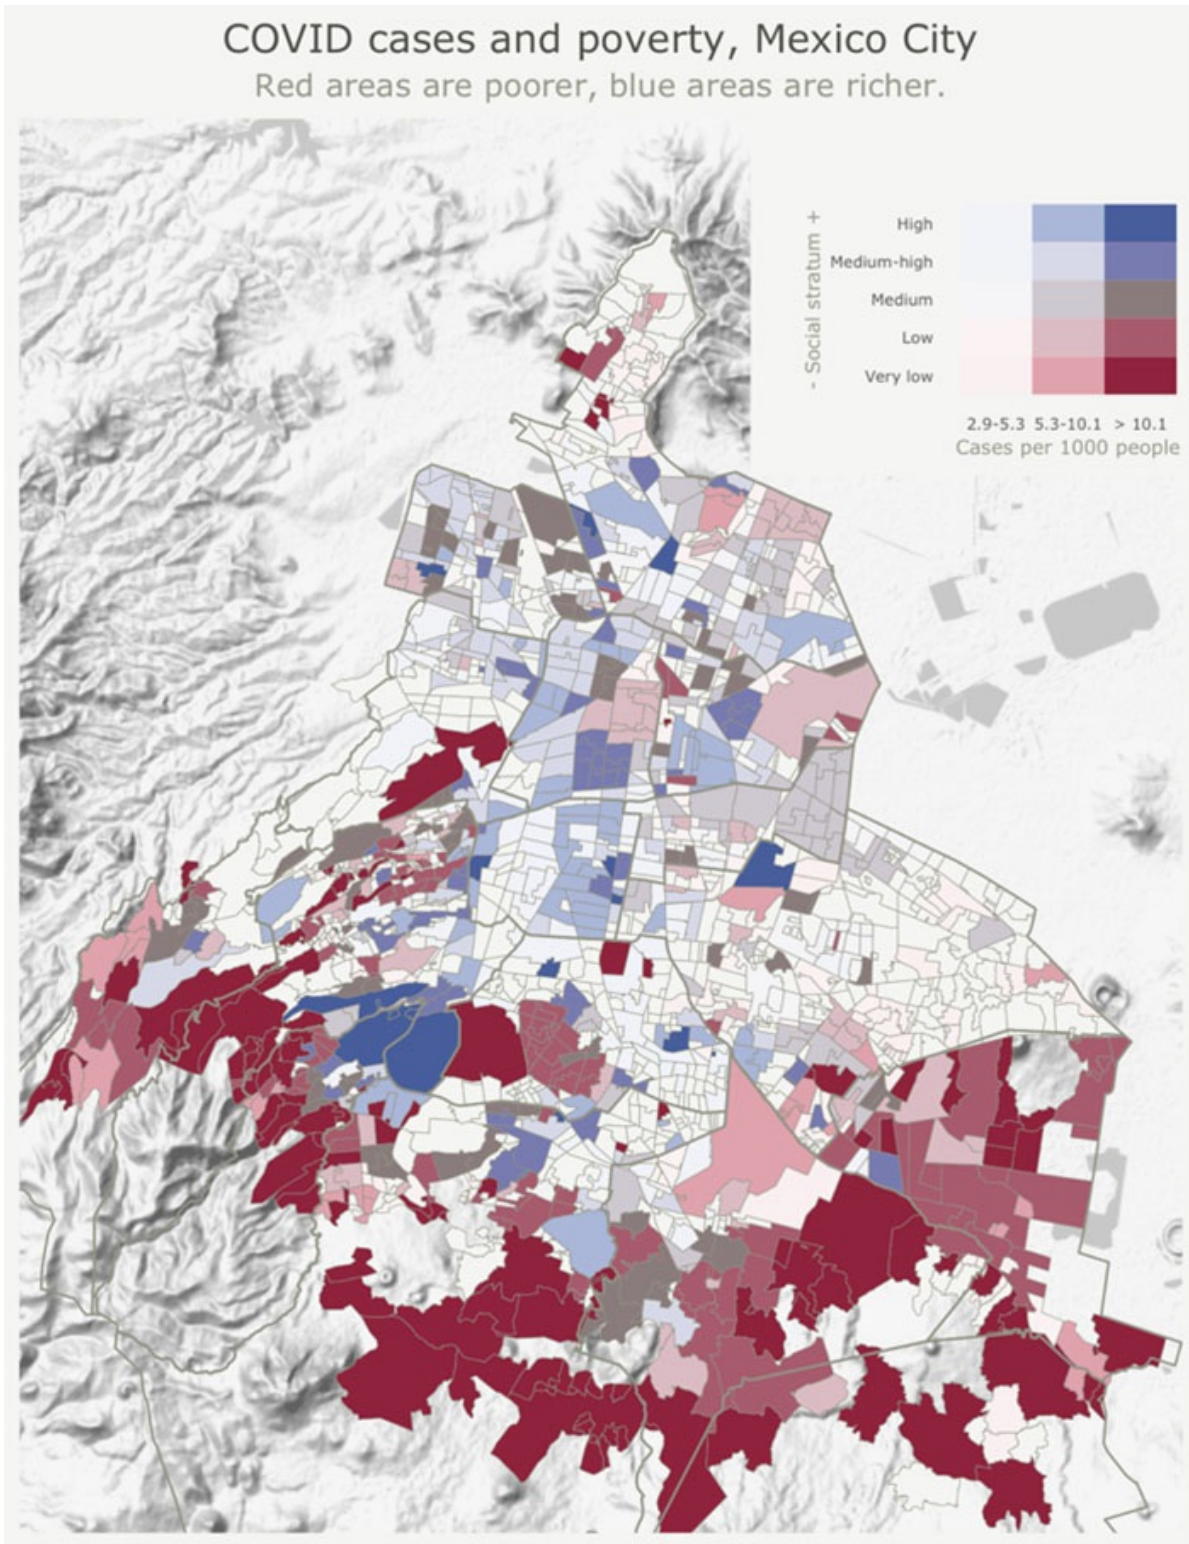 COVID cases and poverty, Mexico City
Red areas are poorer, blue areas are richer.
- Social stratum +
High
Medium-high
Medium
Low
Very low
2.9-5.3 5.3-10.1 > 10.1
Cases per 1000 people